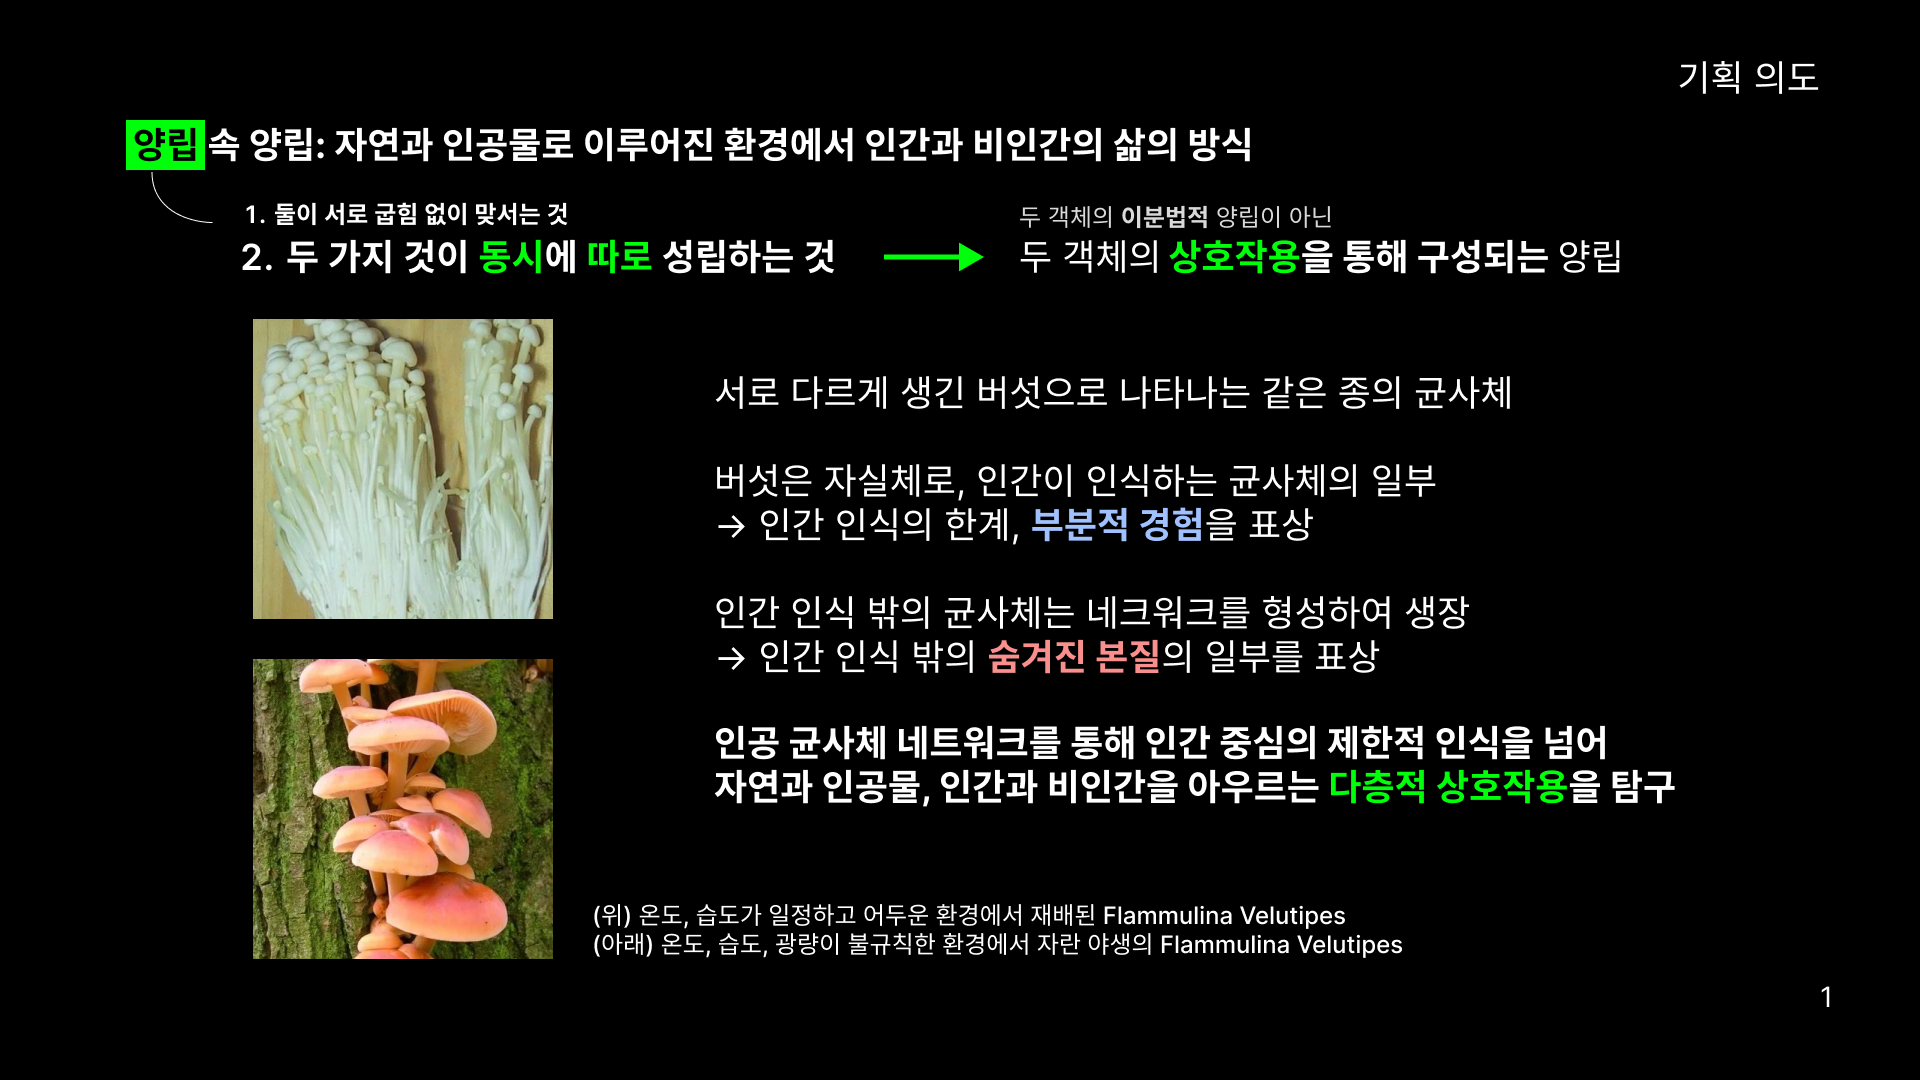 기획 의도
양립 속 양립: 자연과 인공물로 이루어진 환경에서 인간과 비인간의 삶의 방식
1. 둘이 서로 굽힘 없이 맞서는 것
2. 두 가지 것이 동시에 따로 성립하는 것
두 객체의 이분법적 양립이 아닌
두 객체의 상호작용을 통해 구성되는 양립
서로 다르게 생긴 버섯으로 나타나는 같은 종의 균사체
버섯은 자실체로, 인간이 인식하는 균사체의 일부
→ 인간 인식의 한계, 부분적 경험을 표상
인간 인식 밖의 균사체는 네크워크를 형성하여 생장
→ 인간 인식 밖의 숨겨진 본질의 일부를 표상
인공 균사체 네트워크를 통해 인간 중심의 제한적 인식을 넘어
자연과 인공물, 인간과 비인간을 아우르는 다층적 상호작용을 탐구
(위) 온도, 습도가 일정하고 어두운 환경에서 재배된 Flammulina Velutipes
(아래) 온도, 습도, 광량이 불규칙한 환경에서 자란 야생의 Flammulina Velutipes
1